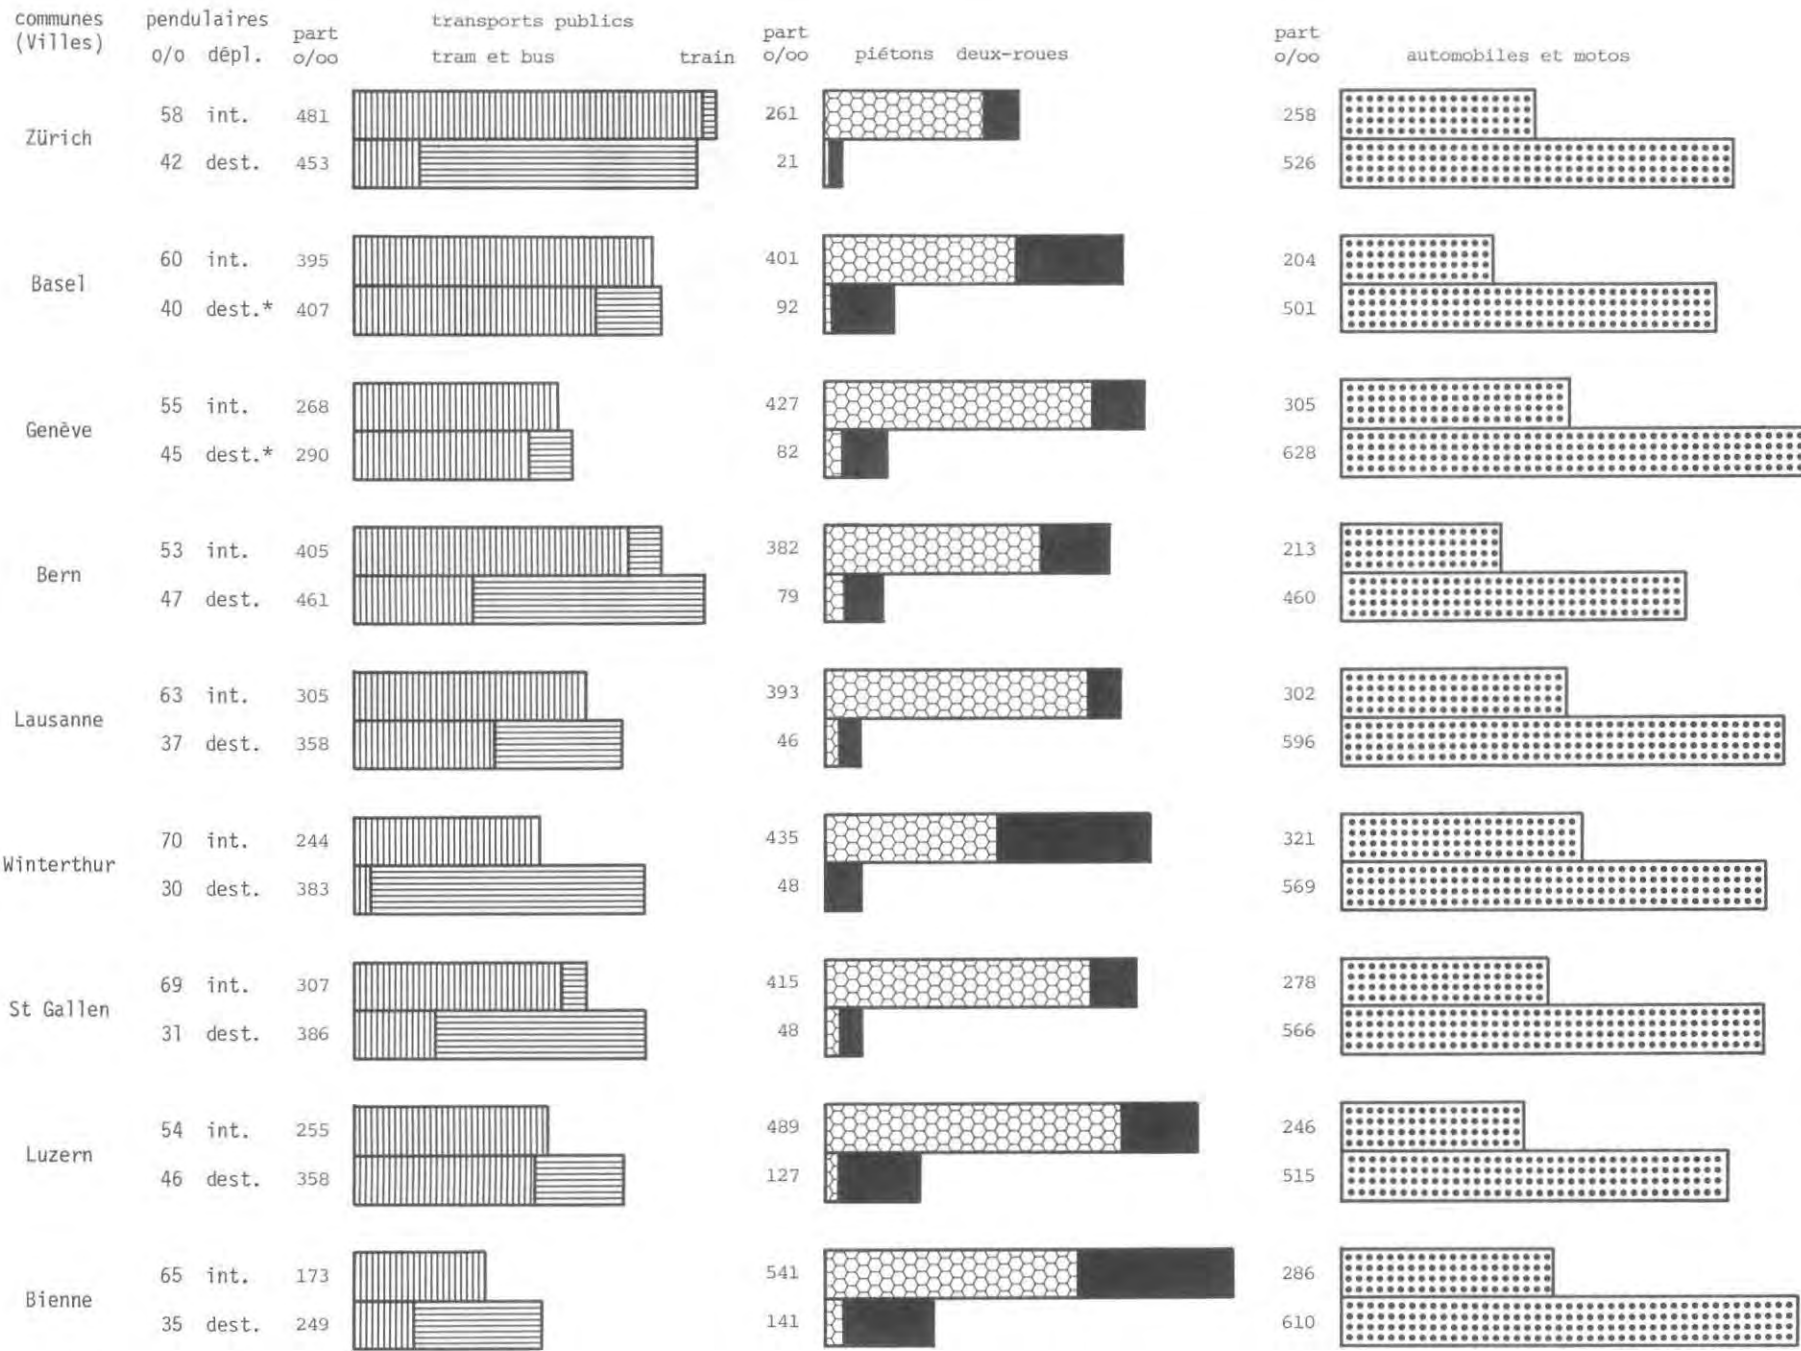 communes pendulaires part transports publics part part
(Villes) o/o dépl. o/oo tram et bus train o/oo piétons deux-roues o/oo automobiles et motos
58 int. 481 261 258
Zürich
42 dest. 453 21 526
60 int. 395 401 204
Basel
40 dest.* 407 92 501
55 int. 268 427 305
Genève
45 dest.* 290 82 628
53 int. 405 382 213
Bern
47 dest. 461 79 460
63 int. 305 393 302
Lausanne
37 dest. 358 46 596
70 int. 244 435 321
Winterthur
30 dest. 383 48 569
69 int. 307 415 278
St Gallen
31 dest. 386 48 566
54 int. 255 489 246
Luzern
46 dest. 358 127 515
65 int. 173 541 286
Bienne
35 dest. 249 141 610